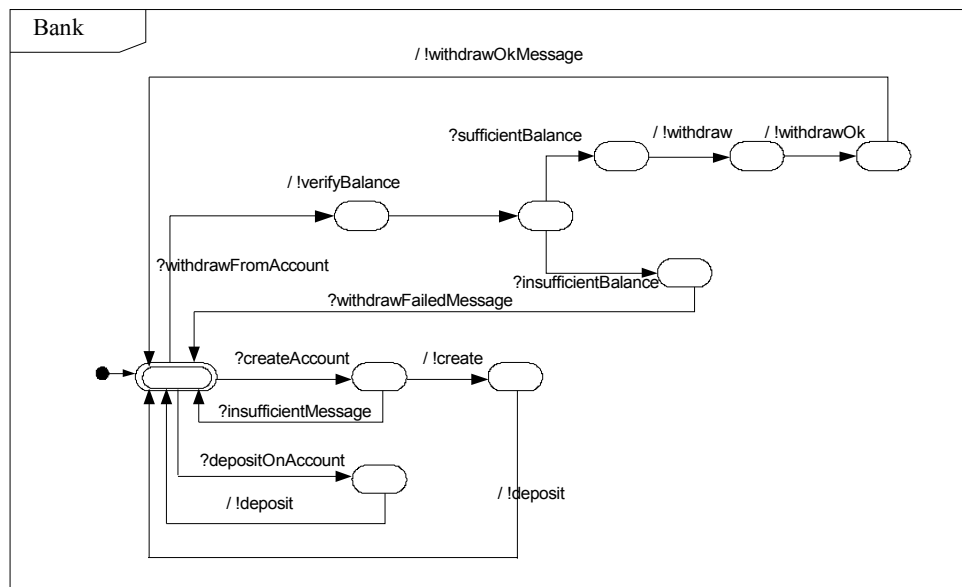 Bank
/ !withdrawOkMessage
?sufficientBalance
/ !withdraw
/ !withdrawOk
/ !verifyBalance
?withdrawFromAccount
?insufficientBalance
?withdrawFailedMessage
?createAccount
/ !create
?insufficientMessage
?depositOnAccount
/ !deposit
/ !deposit